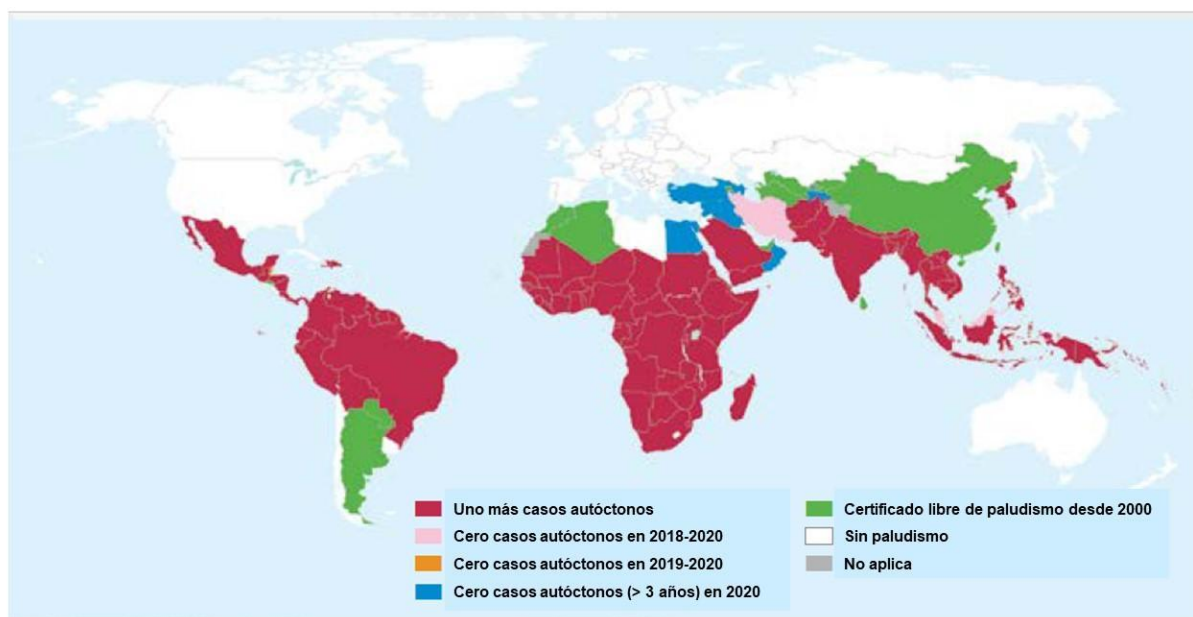 Uno más casos autóctonos
Cero casos autóctonos en 2018-2020
Cero casos autóctonos en 2019-2020
Cero casos autóctonos (> 3 años) en 2020
Certificado libre de paludismo desde 2000
Sin paludismo
No aplica